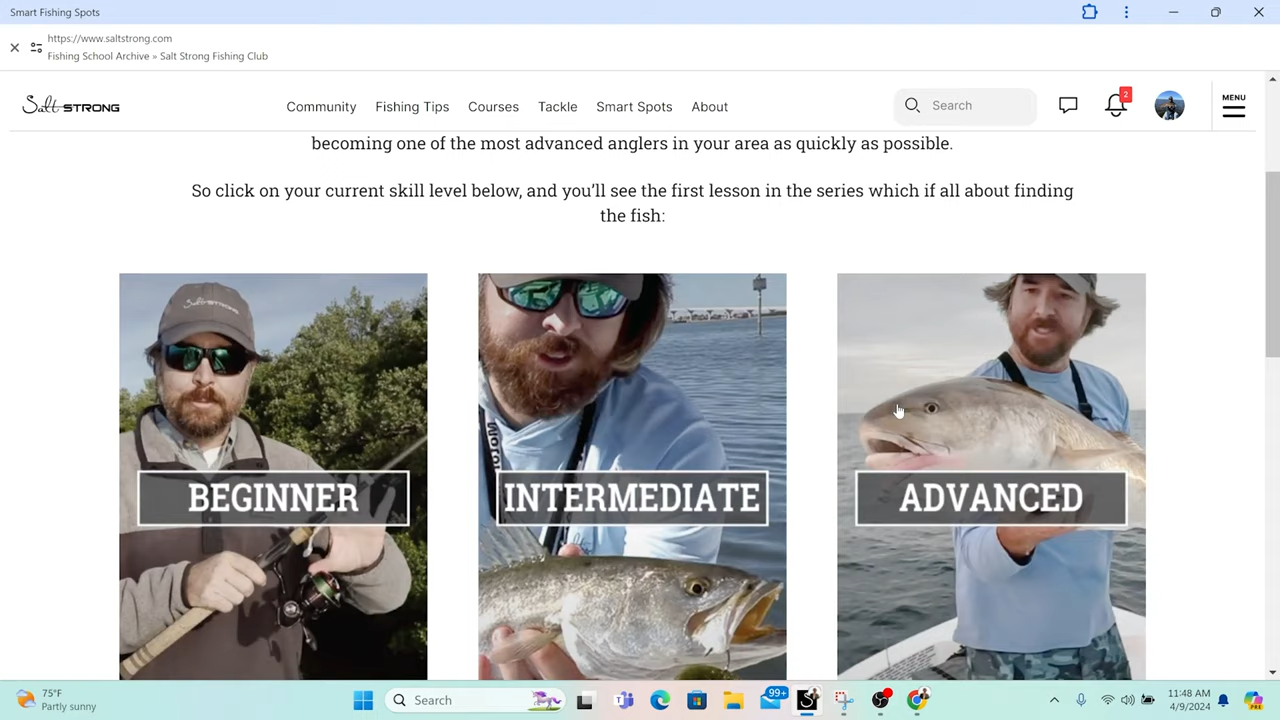 Smart Fishing Spots
https://www.saltstrong.com
Fishing School Archive » Salt Strong Fishing Club
Salt STRONG
Community Fishing Tips Courses Tackle Smart Spots About
Search
2
MENU
becoming one of the most advanced anglers in your area as quickly as possible.
So click on your current skill level below, and you’ll see the first lesson in the series which if all about finding
the fish:
Salt STRONG
BEGINNER
INTERMEDIATE
ADVANCED
75°F
Partly sunny
Search
99+
11:48 AM
4/9/2024